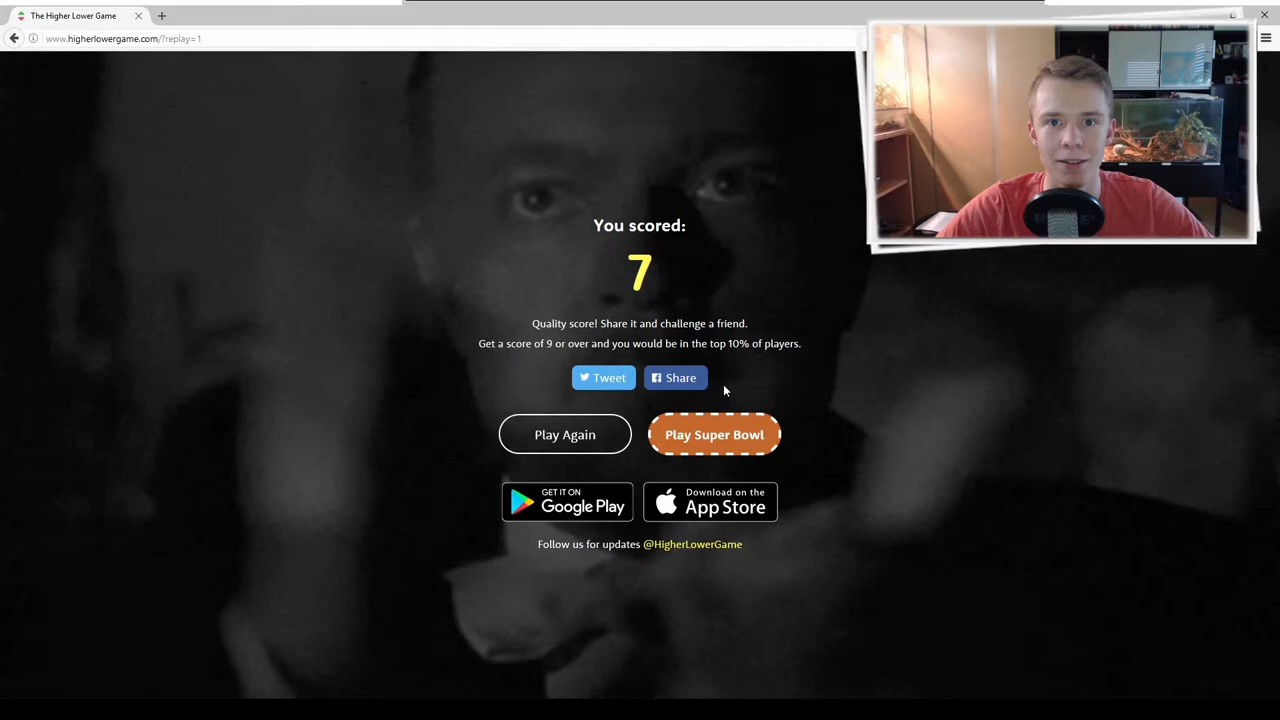 The Higher Lower Game
www.higherlowergame.com/?replay=1
You scored:
7
Quality score! Share it and challenge a friend.
Get a score of 9 or over and you would be in the top 10% of players.
Tweet
Share
Play Again
Play Super Bowl
GET IT ON
Google Play
Download on the
App Store
Follow us for updates @HigherLowerGame